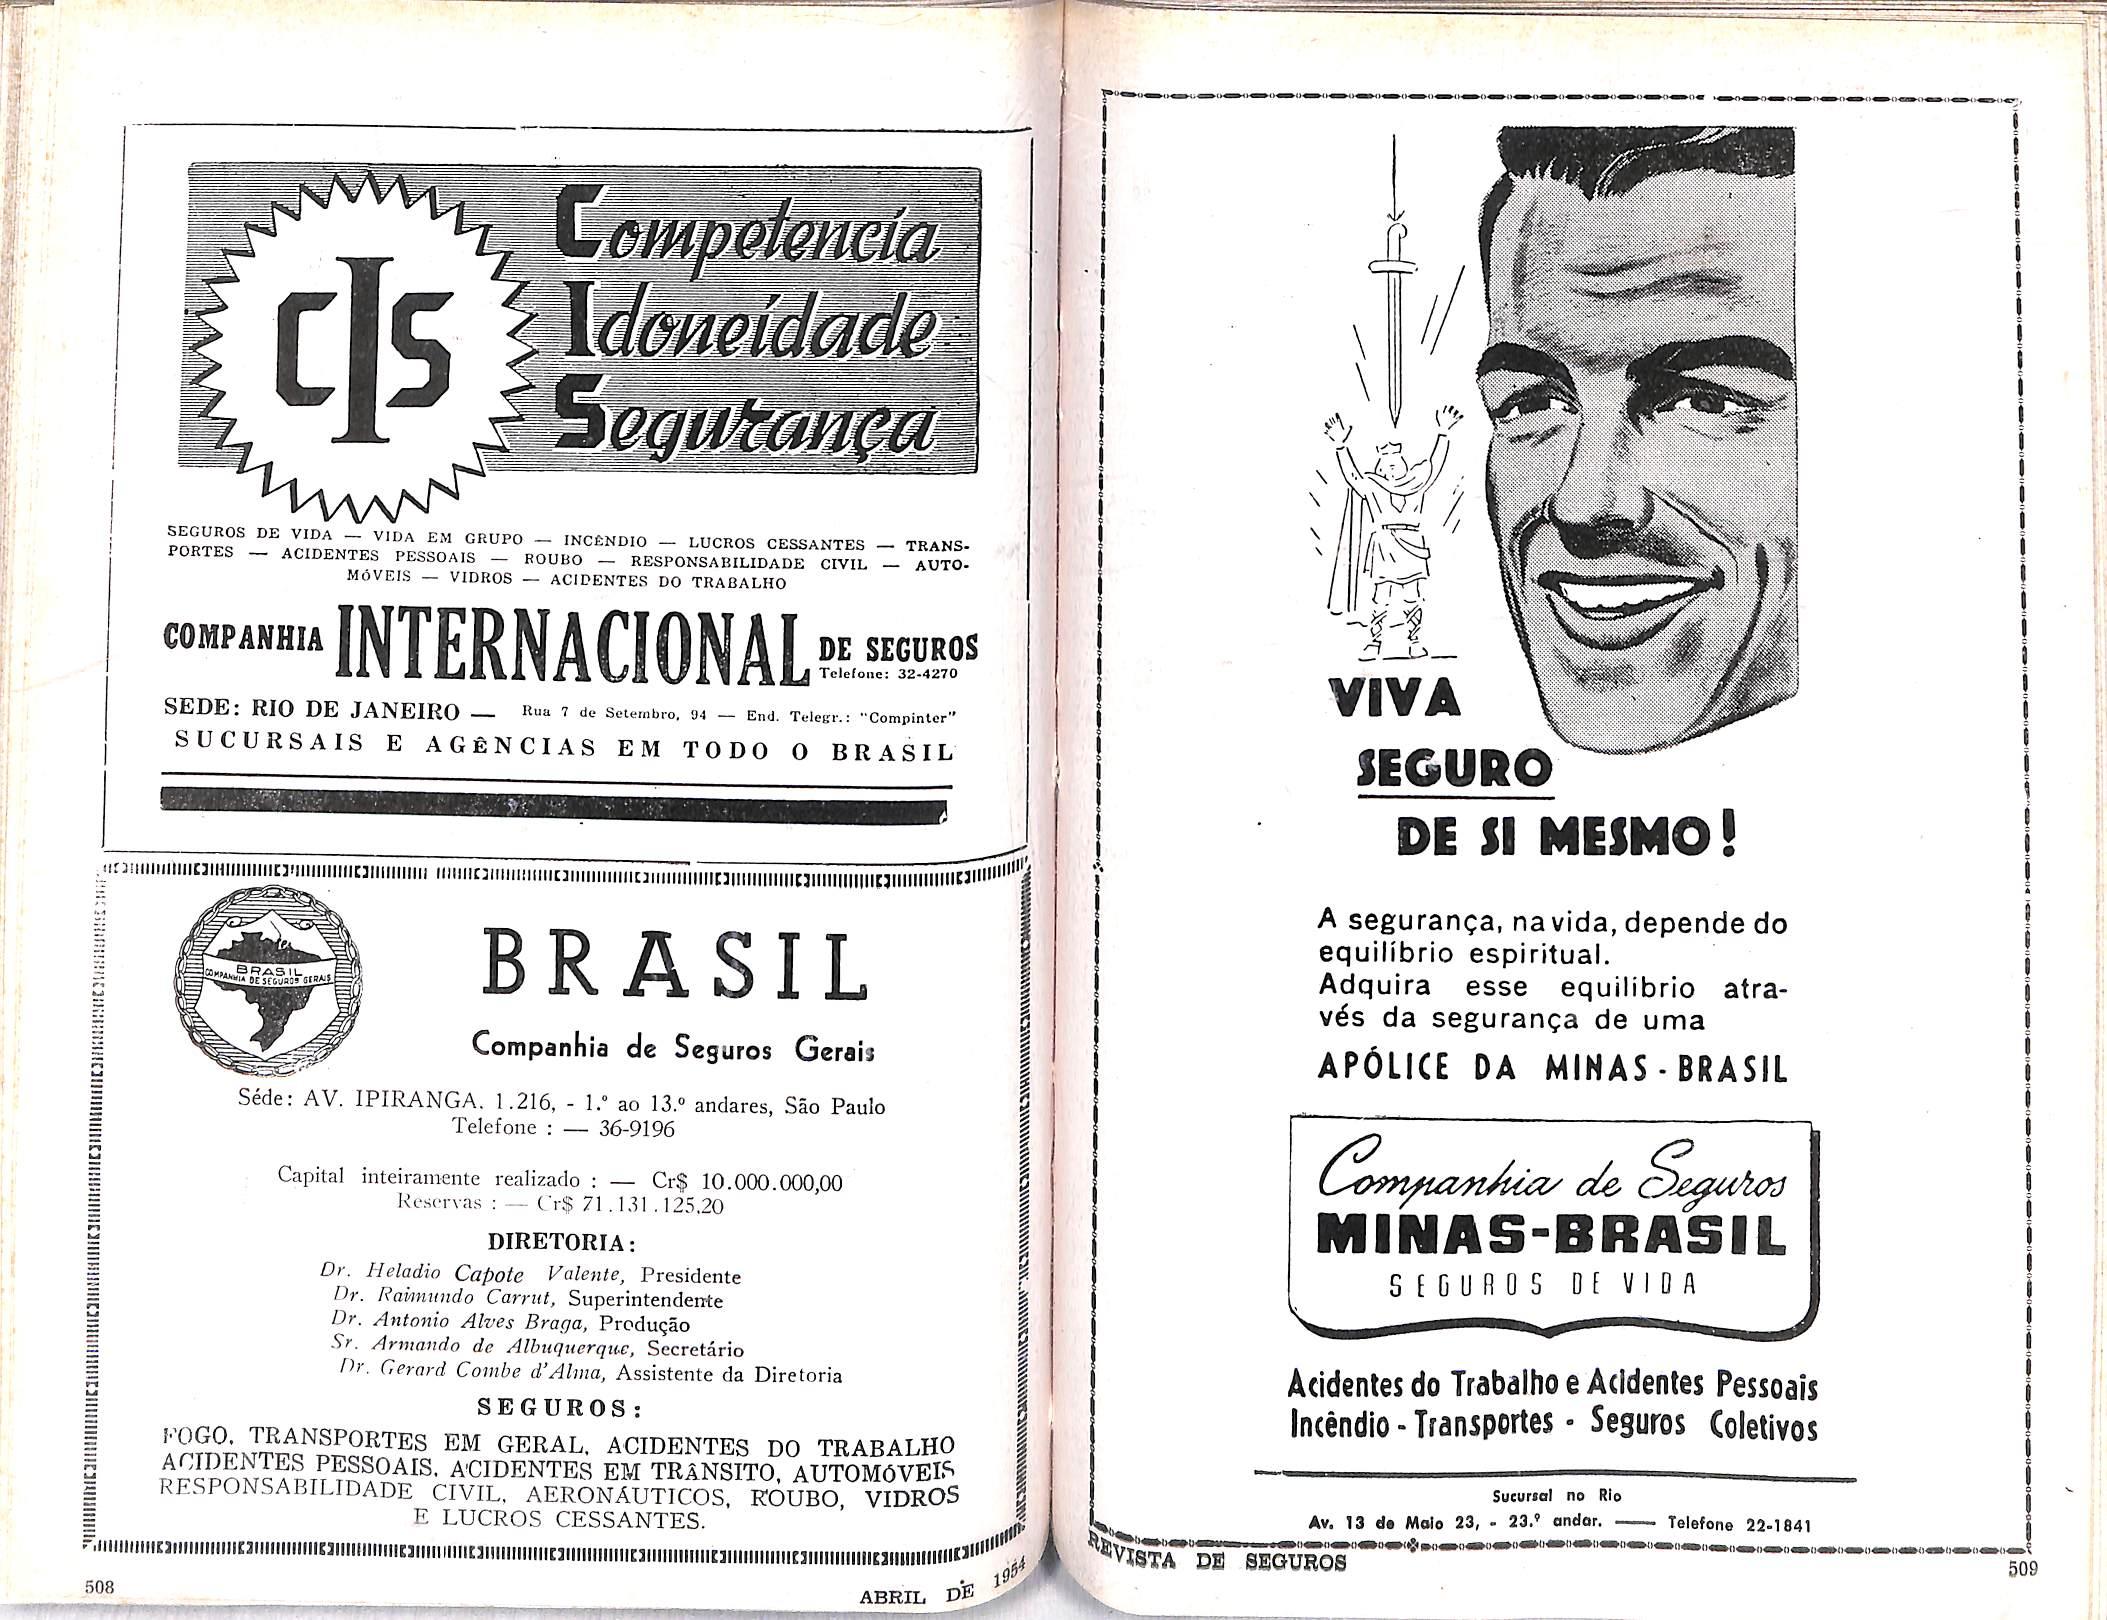 CIS
Competencia
Idoneidade
Segurança
SEGUROS DE VIDA — VIDA EM GRUPO — INCÊNDIO — LUCROS CESSANTES — TRANS-
PORTES — ACIDENTES PESSOAIS — ROUBO — RESPONSABILIDADE CIVIL — AUTO-
MÓVEIS — VIDROS — ACIDENTES DO TRABALHO
COMPANHIA INTERNACIONAL DE SEGUROS
Telefone: 32-4270
SEDE: RIO DE JANEIRO — Rua 7 de Setembro, 94 — End. Telegr.: "Compinter"
SUCURSAIS E AGÊNCIAS EM TODO O BRASIL
BRASIL
COMPANHIA DE SEGUROS GERAIS
BRASIL
Companhia de Seguros Gerais
Séde: AV. IPIRANGA. 1.216, - 1.º ao 13.º andares, São Paulo
Telefone : — 36-9196
Capital inteiramente realizado : — Cr$ 10.000.000,00
Reservas : — Cr$ 71.131.125,20
DIRETORIA:
Dr. Heladio Capote Valente, Presidente
Dr. Raimundo Carrut, Superintendente
Dr. Antonio Alves Braga, Produção
Sr. Armando de Albuquerque, Secretário
Dr. Gerard Combe d'Alma, Assistente da Diretoria
SEGUROS:
FOGO, TRANSPORTES EM GERAL, ACIDENTES DO TRABALHO
ACIDENTES PESSOAIS, ACIDENTES EM TRÂNSITO, AUTOMÓVEIS
RESPONSABILIDADE CIVIL, AERONÁUTICOS, ROUBO, VIDROS
E LUCROS CESSANTES.
508
ABRIL DE 1954
VIVA
SEGURO
DE SI MESMO!
A segurança, na vida, depende do
equilíbrio espiritual.
Adquira esse equilibrio atra-
vés da segurança de uma
APÓLICE DA MINAS - BRASIL
Companhia de Seguros
MINAS-BRASIL
SEGUROS DE VIDA
Acidentes do Trabalho e Acidentes Pessoais
Incêndio - Transportes - Seguros Coletivos
Sucursal no Rio
Av. 13 de Maio 23, - 23.º andar. — Telefone 22-1841
REVISTA DE SEGUROS
509